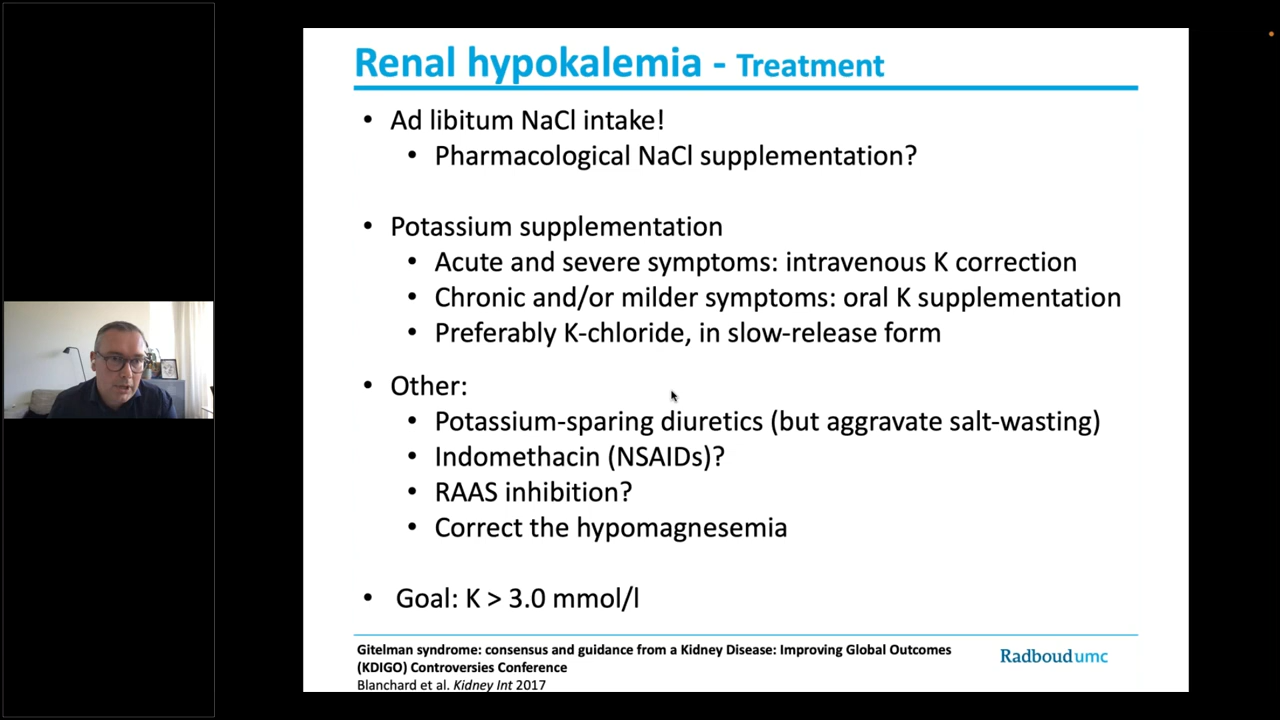 Renal hypokalemia - Treatment
• Ad libitum NaCl intake!
• Pharmacological NaCl supplementation?
• Potassium supplementation
• Acute and severe symptoms: intravenous K correction
• Chronic and/or milder symptoms: oral K supplementation
• Preferably K-chloride, in slow-release form
• Other:
• Potassium-sparing diuretics (but aggravate salt-wasting)
• Indomethacin (NSAIDs)?
• RAAS inhibition?
• Correct the hypomagnesemia
• Goal: K > 3.0 mmol/l
Gitelman syndrome: consensus and guidance from a Kidney Disease: Improving Global Outcomes
(KDIGO) Controversies Conference
Blanchard et al. Kidney Int 2017
Radboudumc